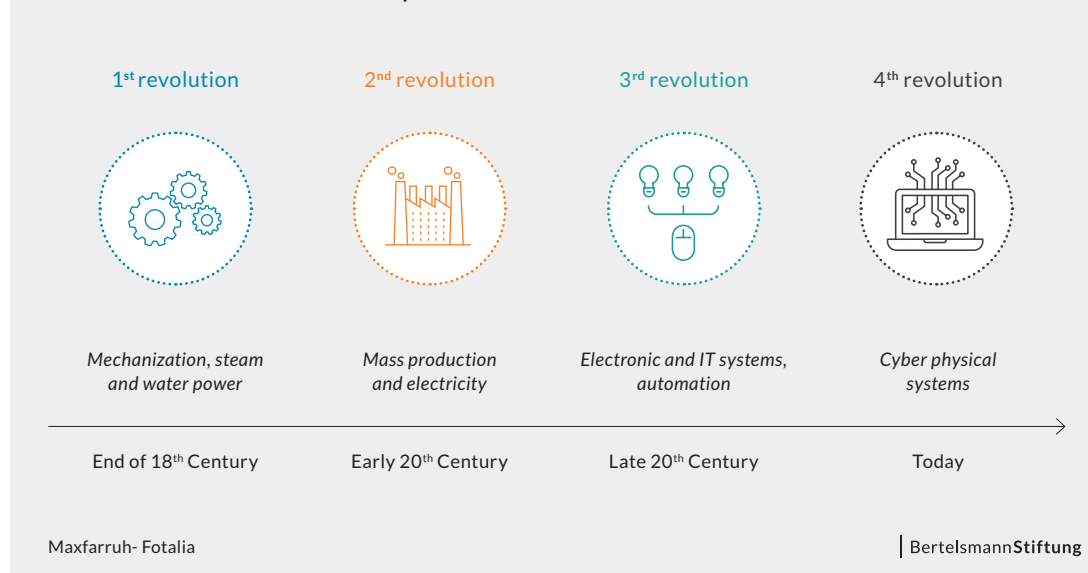 1st revolution
2nd revolution
3rd revolution
4th revolution
Mechanization, steam
and water power
Mass production
and electricity
Electronic and IT systems,
automation
Cyber physical
systems
End of 18th Century
Early 20th Century
Late 20th Century
Today
Maxfarruh- Fotalia
BertelsmannStiftung